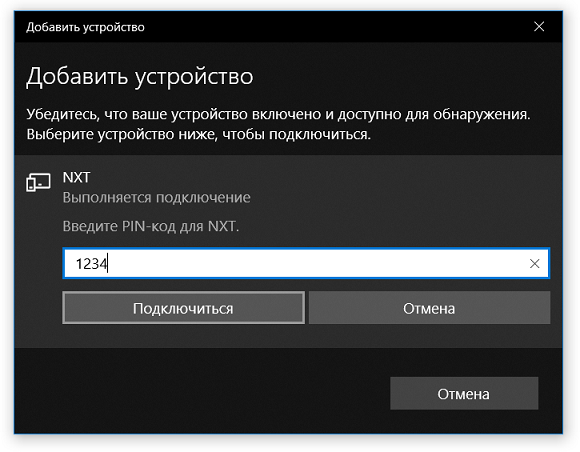 Добавить устройство
Добавить устройство
Убедитесь, что ваше устройство включено и доступно для обнаружения.
Выберите устройство ниже, чтобы подключиться.
NXT
Выполняется подключение
Введите PIN-код для NXT.
1234
Подключиться Отмена
Отмена